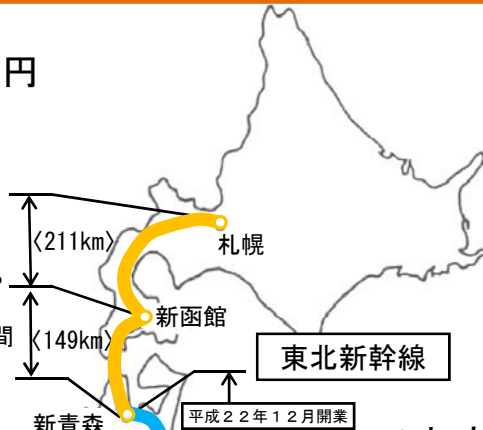 円
〈211km〉
札幌
新函館
間
〈149km〉
東北新幹線
新青森
平成２２年１２月開業